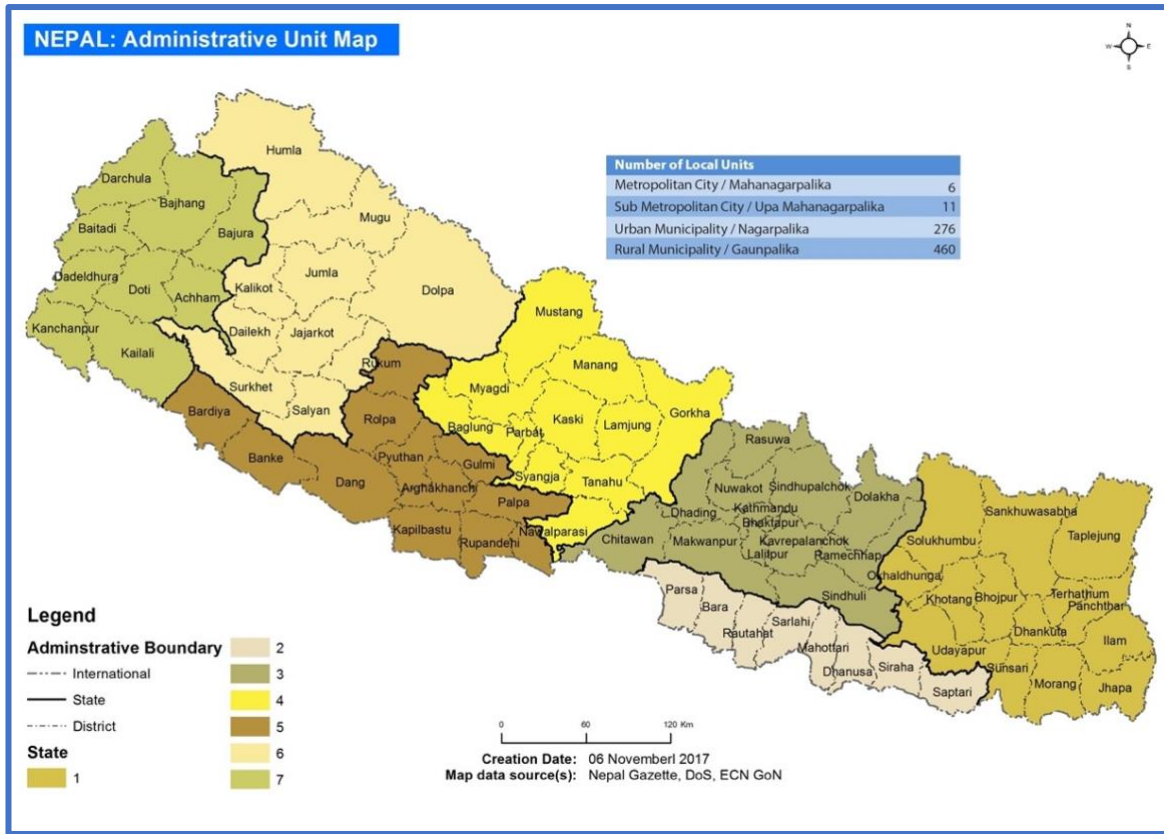 NEPAL: Administrative Unit Map
N
W E
S
Number of Local Units
Metropolitan City / Mahanagarpalika 6
Sub Metropolitan City / Upa Mahanagarpalika 11
Urban Municipality / Nagarpalika 276
Rural Municipality / Gaunpalika 460
Humla
Darchula
Bajhang
Mugu
Baitadi
Bajura
Jumla
Dadeldhura
Doti
Achham
Kalikot
Dolpa
Mustang
Kanchanpur
Kailali
Dailekh
Jajarkot
Rukum
Manang
Surkhet
Salyan
Myagdi
Bardiya
Rolpa
Baglung
Parbat
Kaski
Lamjung
Gorkha
Banke
Pyuthan
Gulmi
Syangja
Tanahu
Rasuwa
Dang
Arghakhanchi
Palpa
Nuwakot
Sindhupalchok
Dolakha
Kapilbastu
Rupandehi
Nawalparasi
Dhading
Kathmandu
Bhaktapur
Chitawan
Makwanpur
Kavrepalanchok
Lalilpur
Ramechhap
Sindhuli
Sankhuwasabha
Taplejung
Solukhumbu
Okhaldhunga
Khotang
Bhojpur
Terhathum
Panchthar
Dhankuta
Ilam
Udayapur
Sunsari
Morang
Jhapa
Parsa
Bara
Rautahat
Sarlahi
Mahottari
Dhanusa
Siraha
Saptari
Legend
Adminstrative Boundary
International
State
District
State
1
2
3
4
5
6
7
0 60 120 Km
Creation Date: 06 Novemberl 2017
Map data source(s): Nepal Gazette, DoS, ECN GoN